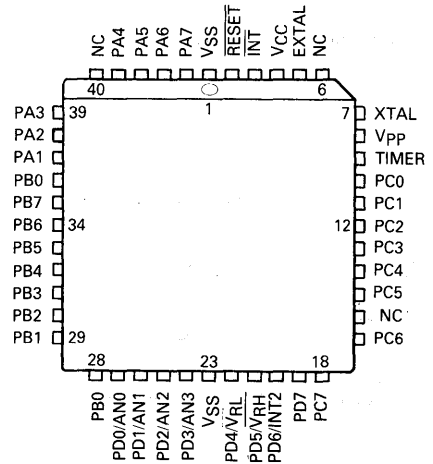 NC PA4 PA5 PA6 PA7 VSS RESET INT VCC EXTAL NC
40 6
1
PA3 39 7 XTAL
PA2 VPP
PA1 TIMER
PB0 PC0
PB7 PC1
PB6 34 12 PC2
PB5 PC3
PB4 PC4
PB3 PC5
PB2 NC
PB1 29 PC6
28 23 18
PB0 PD0/AN0 PD1/AN1 PD2/AN2 PD3/AN3 VSS PD4/VRL PD5/VRH PD6/INT2 PD7 PC7